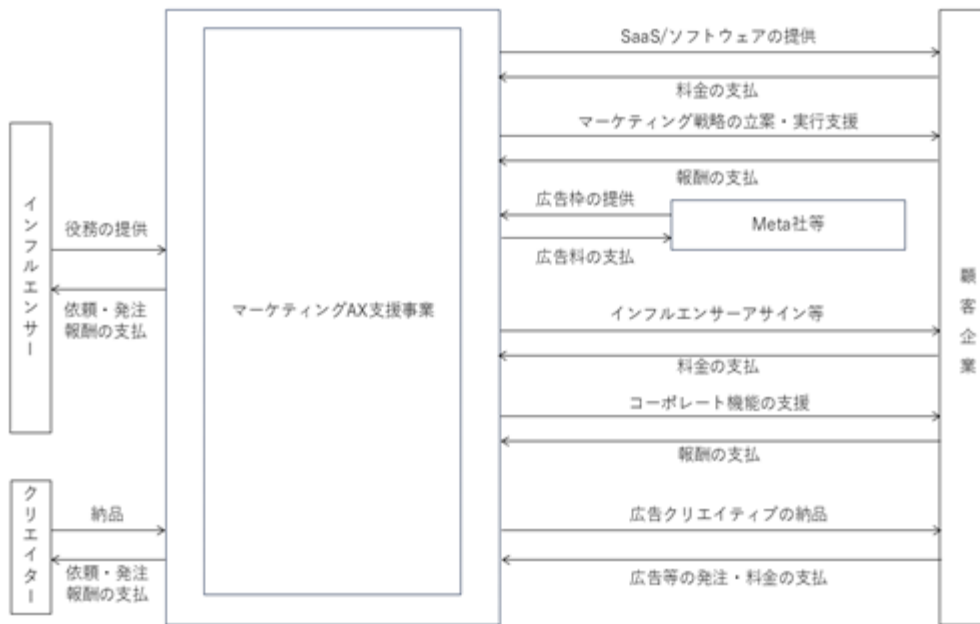 SaaS/ソフトウェアの提供
料金の支払
マーケティング戦略の立案・実行支援
報酬の支払
広告枠の提供
Meta社等
広告料の支払
インフルエンサー
役務の提供
依頼・発注
報酬の支払
マーケティングAX支援事業
インフルエンサーアサイン等
料金の支払
コーポレート機能の支援
報酬の支払
顧客企業
クリエイター
納品
依頼・発注
報酬の支払
広告クリエイティブの納品
広告等の発注・料金の支払